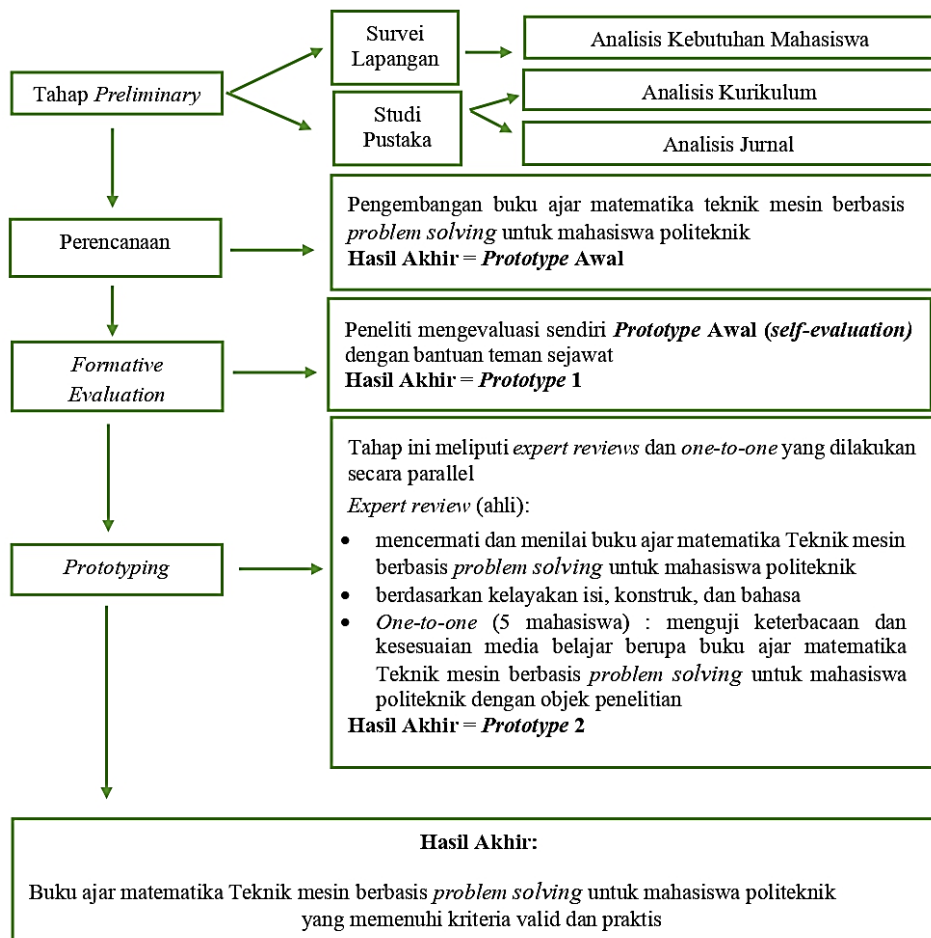 Survei
Lapangan
Analisis Kebutuhan Mahasiswa
Tahap Preliminary
Studi
Pustaka
Analisis Kurikulum
Analisis Jurnal
Perencanaan
Pengembangan buku ajar matematika teknik mesin berbasis
problem solving untuk mahasiswa politeknik
Hasil Akhir = Prototype Awal
Formative
Evaluation
Peneliti mengevaluasi sendiri Prototype Awal (self-evaluation)
dengan bantuan teman sejawat
Hasil Akhir = Prototype 1
Prototyping
Tahap ini meliputi expert reviews dan one-to-one yang dilakukan
secara parallel
Expert review (ahli):
• mencermati dan menilai buku ajar matematika Teknik mesin
berbasis problem solving untuk mahasiswa politeknik
• berdasarkan kelayakan isi, konstruk, dan bahasa
• One-to-one (5 mahasiswa) : menguji keterbacaan dan
kesesuaian media belajar berupa buku ajar matematika
Teknik mesin berbasis problem solving untuk mahasiswa
politeknik dengan objek penelitian
Hasil Akhir = Prototype 2
Hasil Akhir:
Buku ajar matematika Teknik mesin berbasis problem solving untuk mahasiswa politeknik
yang memenuhi kriteria valid dan praktis